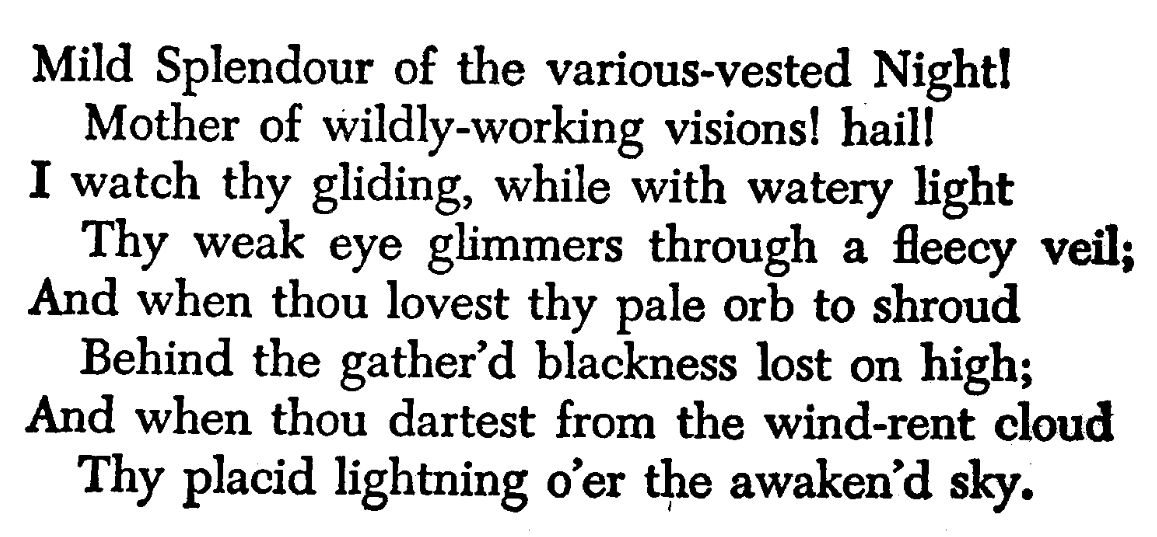 Mild Splendour of the various-vested Night!
Mother of wildly-working visions! hail!
I watch thy gliding, while with watery light
Thy weak eye glimmers through a fleecy veil;
And when thou lovest thy pale orb to shroud
Behind the gather'd blackness lost on high;
And when thou dartest from the wind-rent cloud
Thy placid lightning o'er the awaken'd sky.